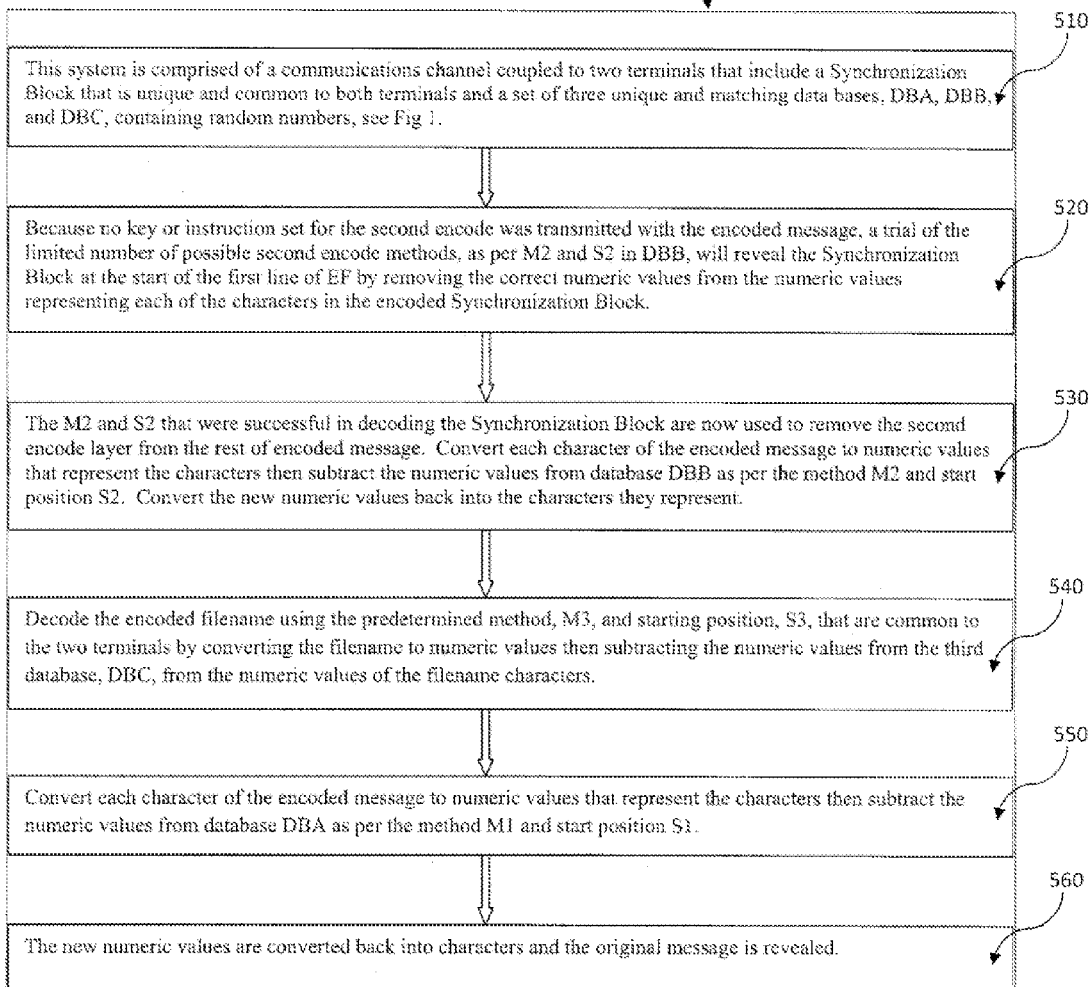 510
This system is comprised of a communications channel coupled to two terminals that include a Synchronization
Block that is unique and common to both terminals and a set of three unique and matching data bases, DBA, DBB,
and DBC, containing random numbers, see Fig 1.
520
Because no key or instruction set for the second encode was transmitted with the encoded message, a trial of the
limited number of possible second encode methods, as per M2 and S2 in DBB, will reveal the Synchronization
Block at the start of the first line of EF by removing the correct numeric values from the numeric values
representing each of the characters in the encoded Synchronization Block.
530
The M2 and S2 that were successful in decoding the Synchronization Block are now used to remove the second
encode layer from the rest of encoded message. Convert each character of the encoded message to numeric values
that represent the characters then subtract the numeric values from database DBB as per the method M2 and start
position S2. Convert the new numeric values back into the characters they represent.
540
Decode the encoded filename using the predetermined method, M3, and starting position, S3, that are common to
the two terminals by converting the filename to numeric values then subtracting the numeric values from the third
database, DBC, from the numeric values of the filename characters.
550
Convert each character of the encoded message to numeric values that represent the characters then subtract the
numeric values from database DBA as per the method M1 and start position S1.
560
The new numeric values are converted back into characters and the original message is revealed.